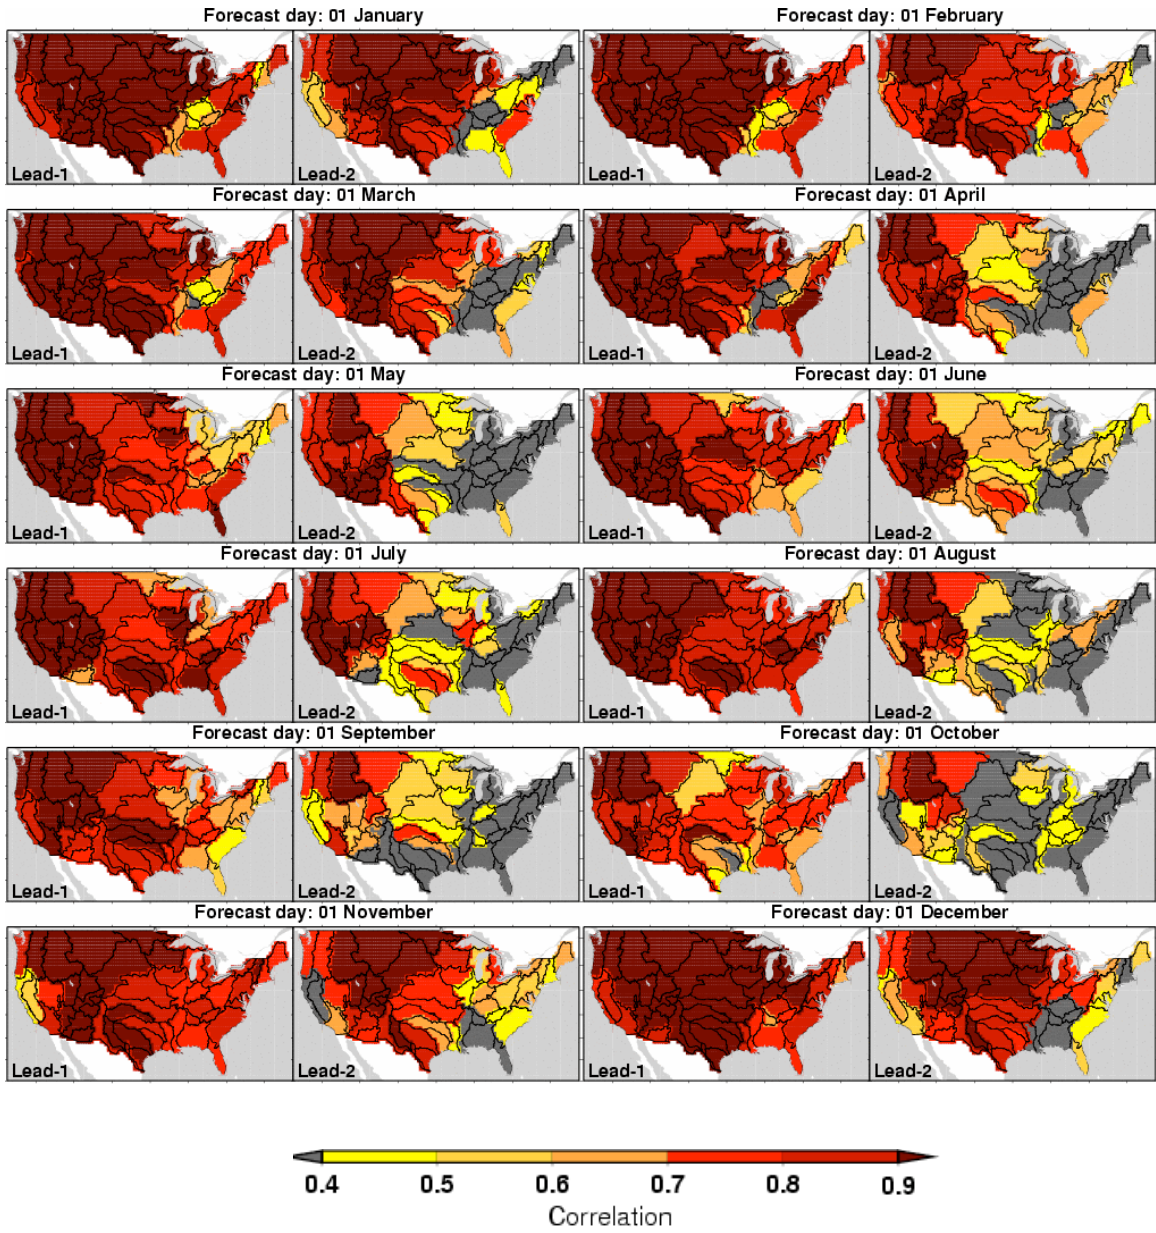 Forecast day: 01 January
Forecast day: 01 February
Lead-1
Lead-2
Lead-1
Lead-2
Forecast day: 01 March
Forecast day: 01 April
Lead-1
Lead-2
Lead-1
Lead-2
Forecast day: 01 May
Forecast day: 01 June
Lead-1
Lead-2
Lead-1
Lead-2
Forecast day: 01 July
Forecast day: 01 August
Lead-1
Lead-2
Lead-1
Lead-2
Forecast day: 01 September
Forecast day: 01 October
Lead-1
Lead-2
Lead-1
Lead-2
Forecast day: 01 November
Forecast day: 01 December
Lead-1
Lead-2
Lead-1
Lead-2
0.4 0.5 0.6 0.7 0.8 0.9
Correlation